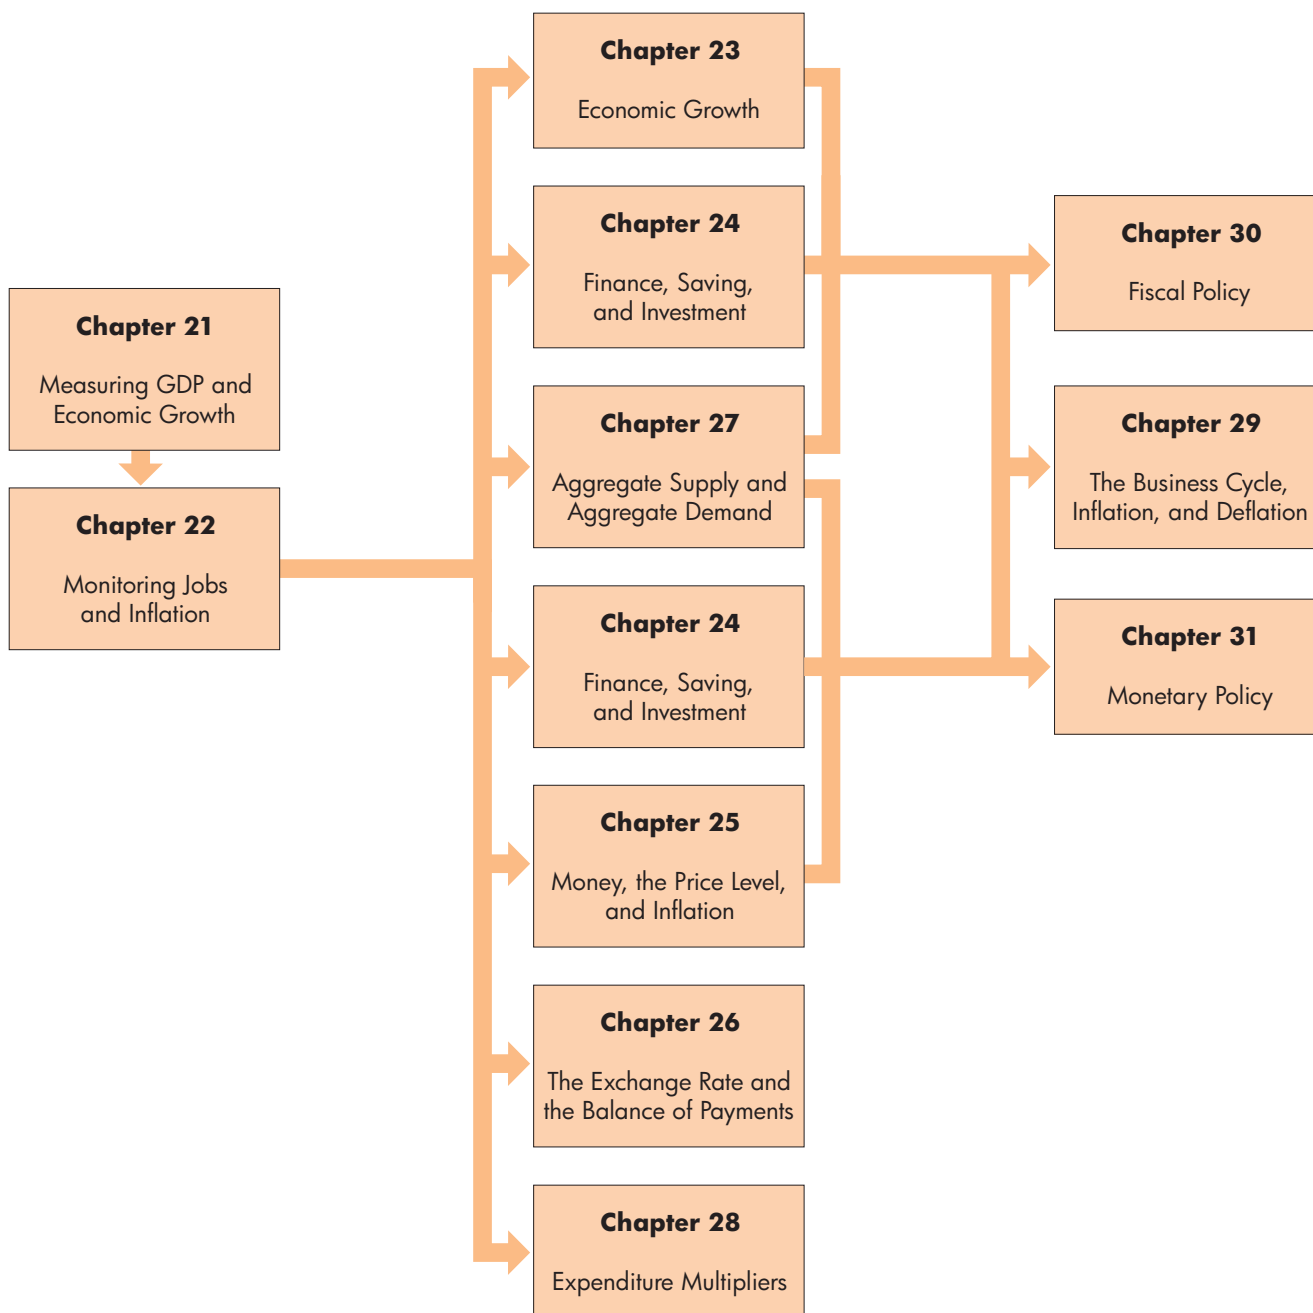 Chapter 21
Measuring GDP and
Economic Growth
Chapter 22
Monitoring Jobs
and Inflation
Chapter 23
Economic Growth
Chapter 24
Finance, Saving,
and Investment
Chapter 27
Aggregate Supply and
Aggregate Demand
Chapter 24
Finance, Saving,
and Investment
Chapter 25
Money, the Price Level,
and Inflation
Chapter 26
The Exchange Rate and
the Balance of Payments
Chapter 28
Expenditure Multipliers
Chapter 30
Fiscal Policy
Chapter 29
The Business Cycle,
Inflation, and Deflation
Chapter 31
Monetary Policy